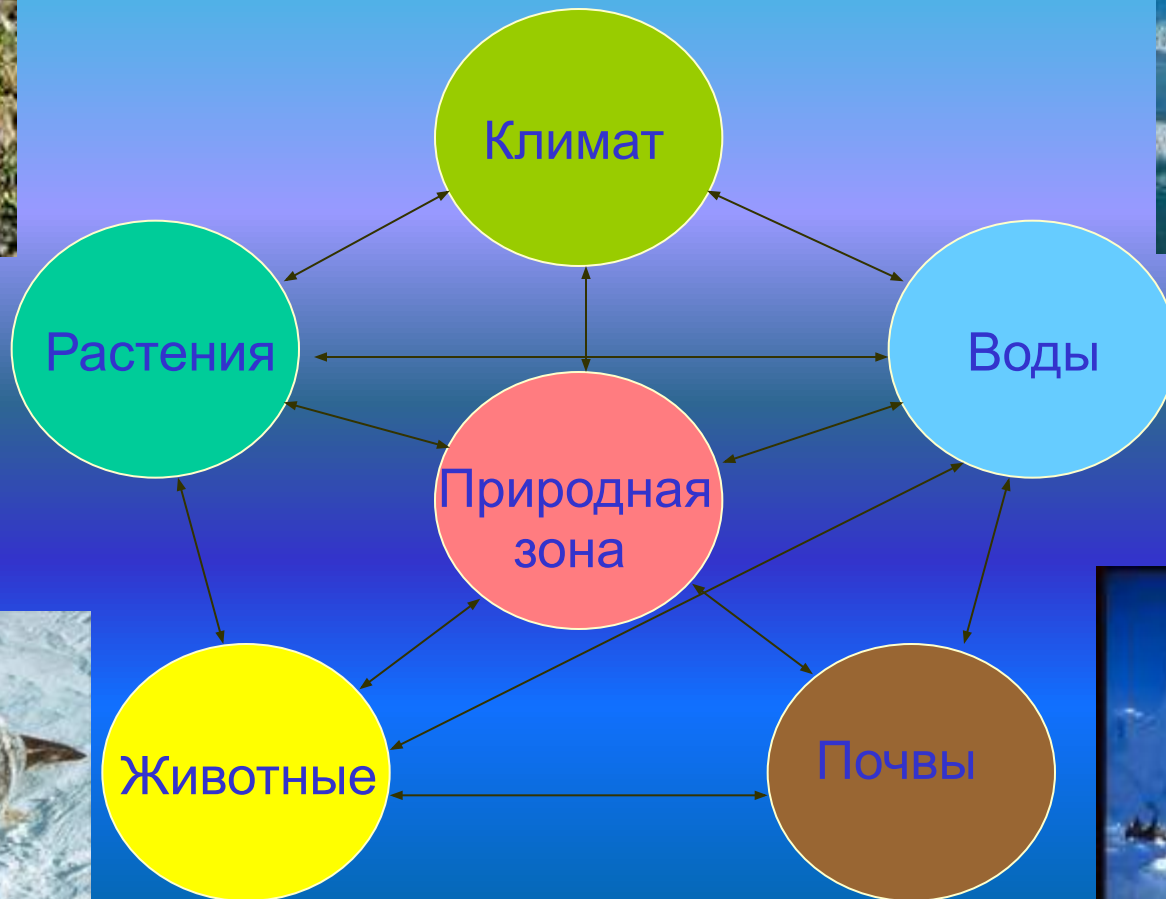 Климат
Растения
Воды
Природная
зона
Животные
Почвы